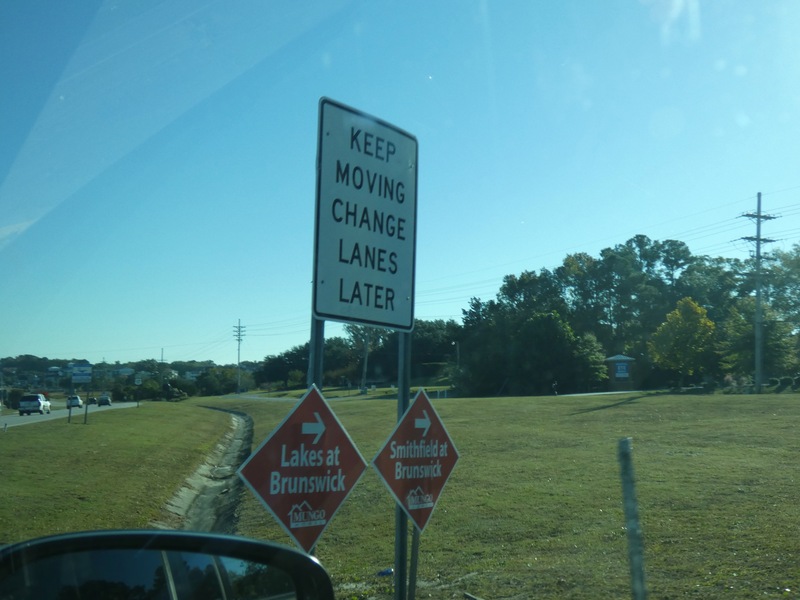 KEEP
MOVING
CHANGE
LANES
LATER
Lakes at
Brunswick
MUNGO
Smithfield at
Brunswick
MUNGO